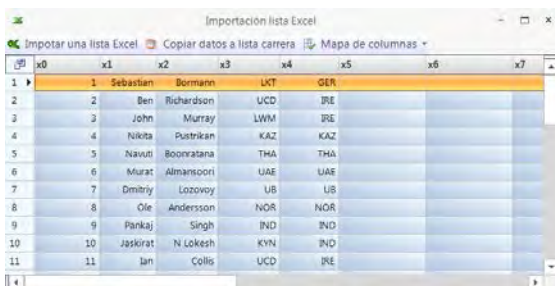 Importación lista Excel
Impotar una lista Excel Copiar datos a lista carrera Mapa de columnas
x0 x1 x2 x3 x4 x5 x6 x7
1 1 Sebastian Bormann LKT GER
2 2 Ben Richardson UCD IRE
3 3 John Murray LWM IRE
4 4 Nikita Pustrikan KAZ KAZ
5 5 Navuti Boonratana THA THA
6 6 Murat Almansoori UAE UAE
7 7 Dmitriy Lozovoy UB UB
8 8 Ole Andersson NOR NOR
9 9 Pankaj Singh IND IND
10 10 Jaskirat N Lokesh KYN IND
11 11 Ian Collis UCD IRE